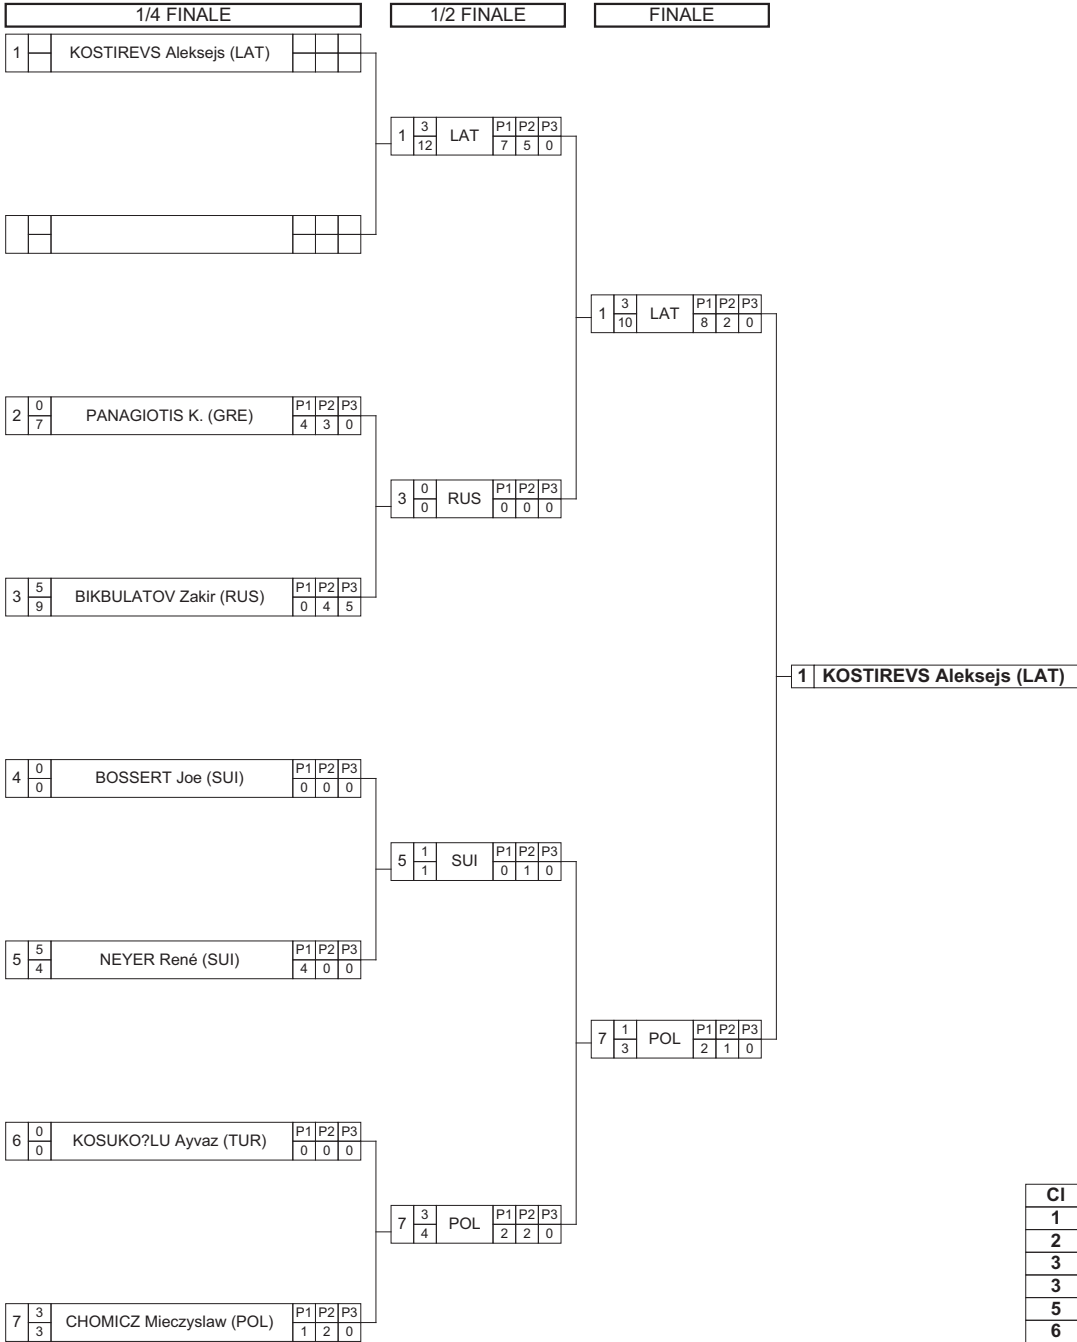 1/4 FINALE 1/2 FINALE FINALE
1 KOSTIREVS Aleksejs (LAT)
1 3 LAT P1 P2 P3
12 7 5 0
1 3 LAT P1 P2 P3
10 8 2 0
2 0 PANAGIOTIS K. (GRE) P1 P2 P3
7 4 3 0
3 0 RUS P1 P2 P3
0 0 0 0
3 5 BIKBULATOV Zakir (RUS) P1 P2 P3
9 0 4 5
1 KOSTIREVS Aleksejs (LAT)
4 0 BOSSERT Joe (SUI) P1 P2 P3
0 0 0 0
5 1 SUI P1 P2 P3
1 0 1 0
5 5 NEYER René (SUI) P1 P2 P3
4 4 0 0
7 1 POL P1 P2 P3
3 2 1 0
6 0 KOSUKO?LU Ayvaz (TUR) P1 P2 P3
0 0 0 0
7 3 POL P1 P2 P3
4 2 2 0
7 3 CHOMICZ Mieczyslaw (POL) P1 P2 P3
3 1 2 0
Cl
1
2
3
3
5
6